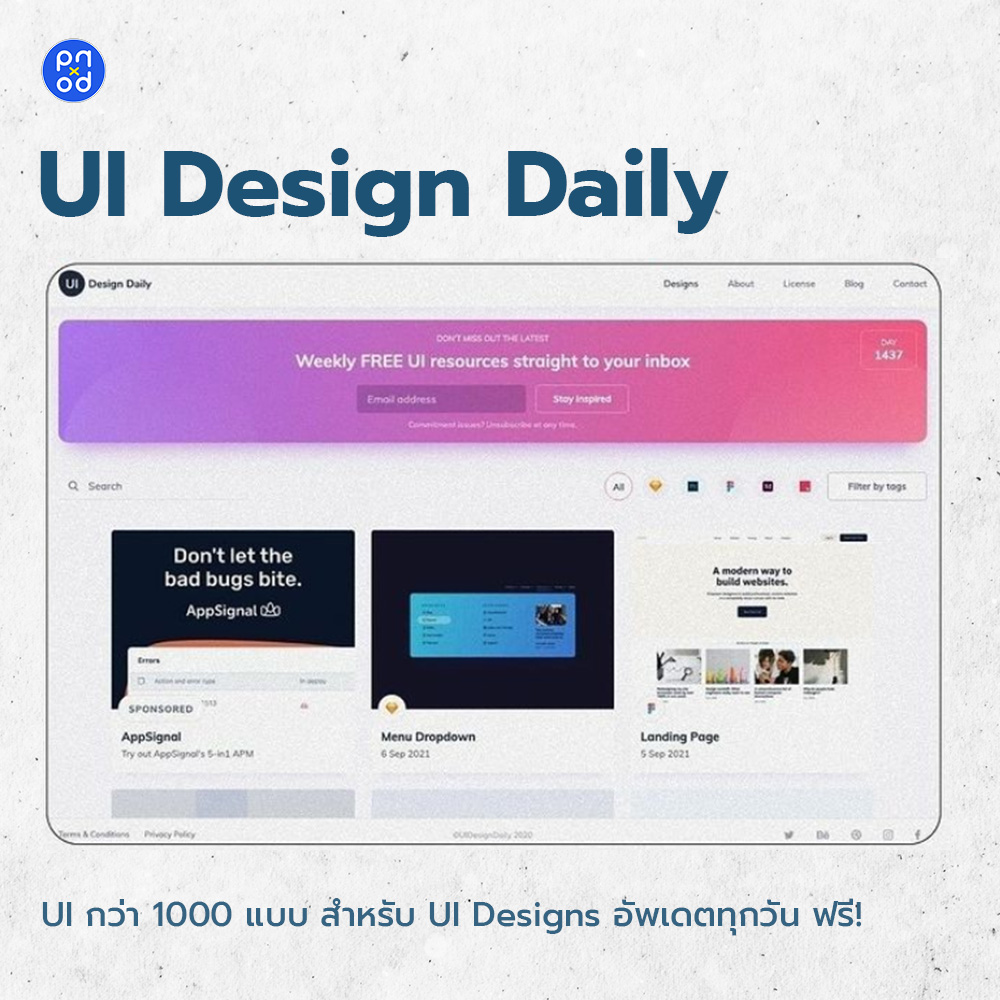 pn
x
od
UI Design Daily
UI Design Daily
Designs About License Blog Contact
DON'T MISS OUT THE LATEST
Weekly FREE UI resources straight to your inbox
DAY
1437
Email address Stay inspired
Commitment issues? Unsubscribe at any time.
Search All Filter by tags
Don't let the
bad bugs bite.
AppSignal
Errors
Action and error type In deploy
SPONSORED
AppSignal
Try out AppSignal's 5-in1 APM
Menu Dropdown
6 Sep 2021
A modern way to
build websites.
Landing Page
5 Sep 2021
Terms & Conditions Privacy Policy ©UIDesignDaily 2020
UI กว่า 1000 แบบ สำหรับ UI Designs อัพเดตทุกวัน ฟรี!